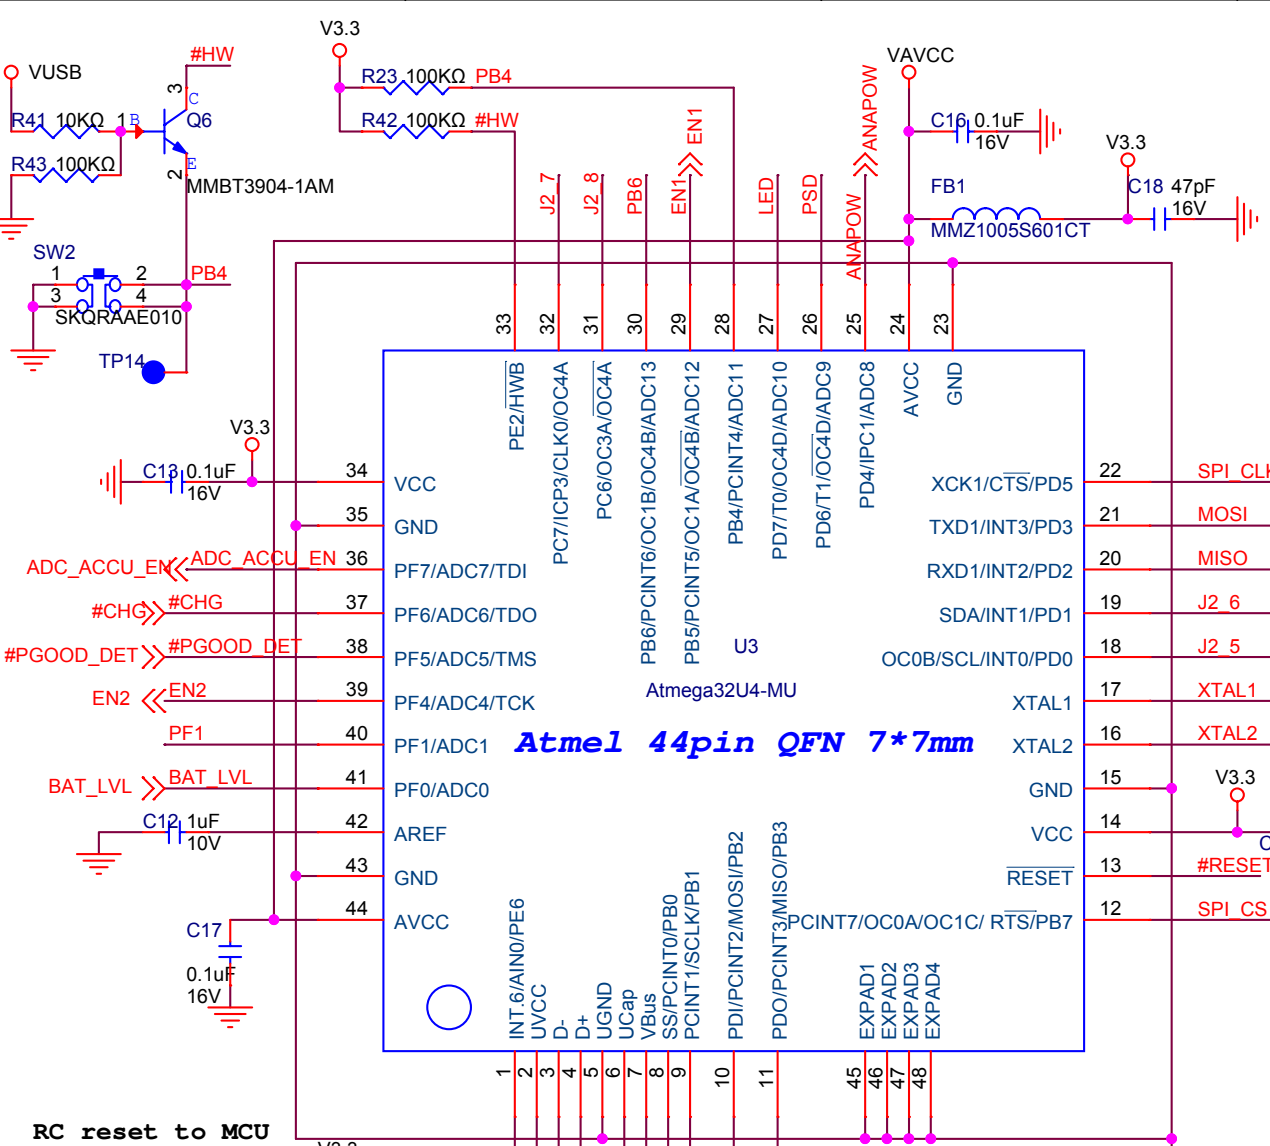 V3.3
#HW
VUSB
VAVCC
R23 100KΩ PB4
R41 10KΩ
1
B
3
C
Q6
E
2
R42 100KΩ #HW
R43 100KΩ
MMBT3904-1AM
EN1
EN1
ANAPOW
ANAPOW
C16 0.1uF
16V
V3.3
FB1
MMZ1005S601CT
C18 47pF
16V
J2_7
J2_8
PB6
LED
PSD
SW2
1
2
PB4
3
4
SKQRAAE010
TP14
33
32
31
30
29
28
27
26
25
24
23
PE2/HWB
PC7/ICP3/CLK0/OC4A
PC6/OC3A/OC4A
PB6/PCINT6/OC1B/OC4B/ADC13
PB5/PCINT5/OC1A/OC4B/ADC12
PB4/PCINT4/ADC11
PD7/T0/OC4D/ADC10
PD6/T1/OC4D/ADC9
PD4/IPC1/ADC8
AVCC
GND
V3.3
C13 0.1uF
16V
34 VCC
35 GND
ADC_ACCU_EN ADC_ACCU_EN 36 PF7/ADC7/TDI
#CHG #CHG 37 PF6/ADC6/TDO
#PGOOD_DET #PGOOD_DET 38 PF5/ADC5/TMS
EN2 EN2 39 PF4/ADC4/TCK
PF1 40 PF1/ADC1
BAT_LVL BAT_LVL 41 PF0/ADC0
C12 1uF
10V
42 AREF
43 GND
44 AVCC
C17
0.1uF
16V
U3
Atmega32U4-MU
Atmel 44pin QFN 7*7mm
XCK1/CTS/PD5 22 SPI_CLK
TXD1/INT3/PD3 21 MOSI
RXD1/INT2/PD2 20 MISO
SDA/INT1/PD1 19 J2_6
OC0B/SCL/INT0/PD0 18 J2_5
XTAL1 17 XTAL1
XTAL2 16 XTAL2
GND 15
V3.3
VCC 14
C
RESET 13 #RESET
PCINT7/OC0A/OC1C/ RTS/PB7 12 SPI_CS
INT.6/AIN0/PE6
UVCC
D-
D+
UGND
UCap
VBus
SS/PCINT0/PB0
PCINT1/SCLK/PB1
PDI/PCINT2/MOSI/PB2
PDO/PCINT3/MISO/PB3
EXPAD1
EXPAD2
EXPAD3
EXPAD4
1
2
3
4
5
6
7
8
9
10
11
45
46
47
48
RC reset to MCU
V3.3